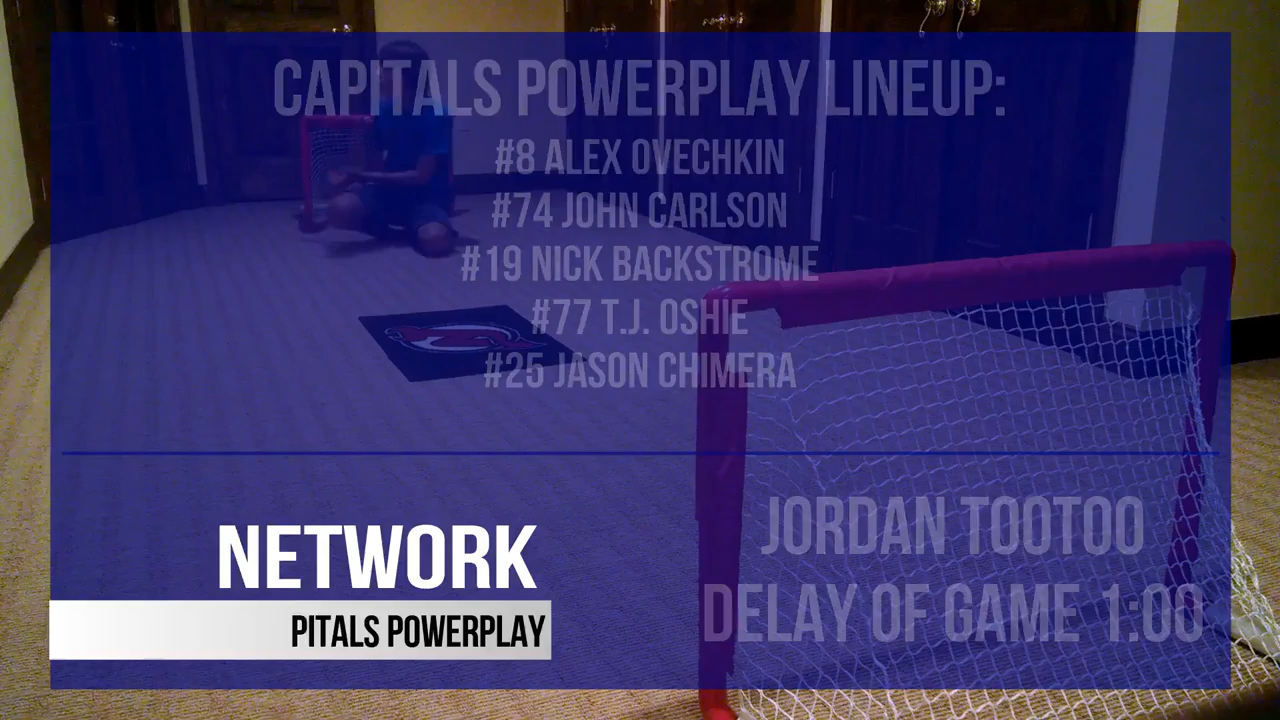 CAPITALS POWERPLAY LINEUP:
#8 ALEX OVECHKIN
#74 JOHN CARLSON
#19 NICK BACKSTROME
#77 T.J. OSHIE
#25 JASON CHIMERA
JORDAN TOOTOO
DELAY OF GAME 1:00
NETWORK
PITALS POWERPLAY